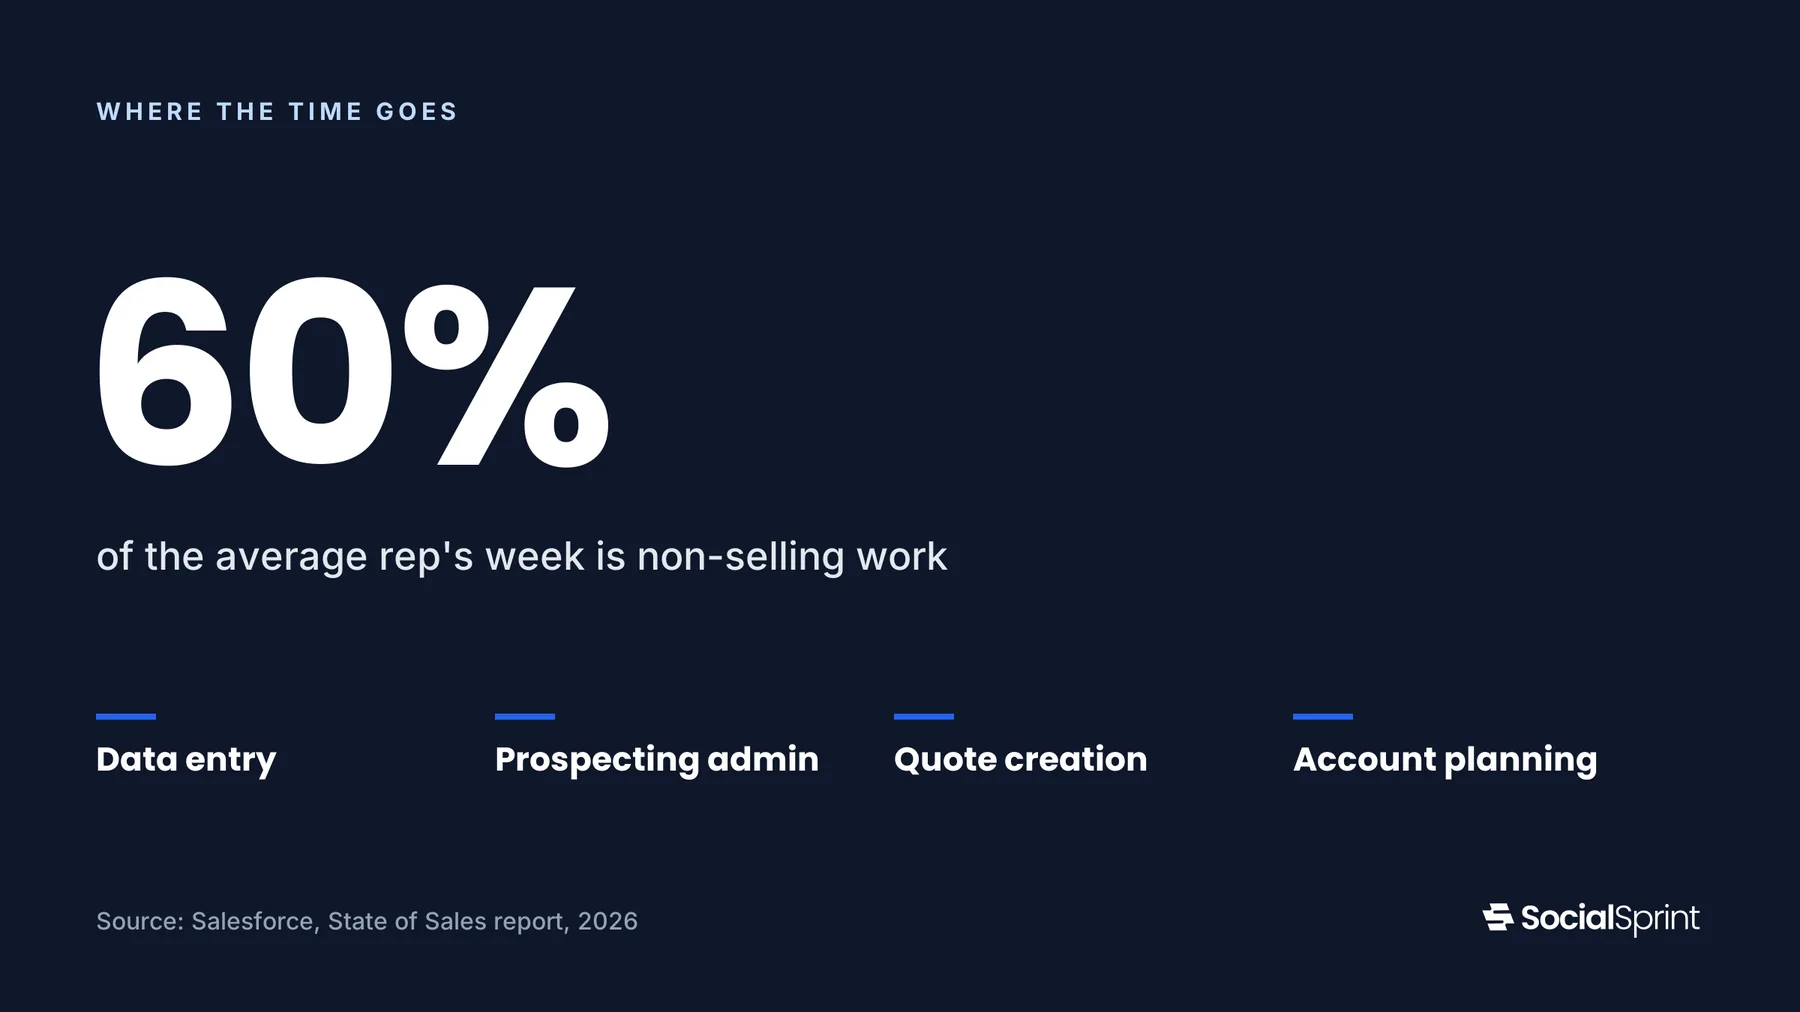 WHERE THE TIME GOES
60%
of the average rep's week is non-selling work
Data entry
Prospecting admin
Quote creation
Account planning
Source: Salesforce, State of Sales report, 2026
SocialSprint